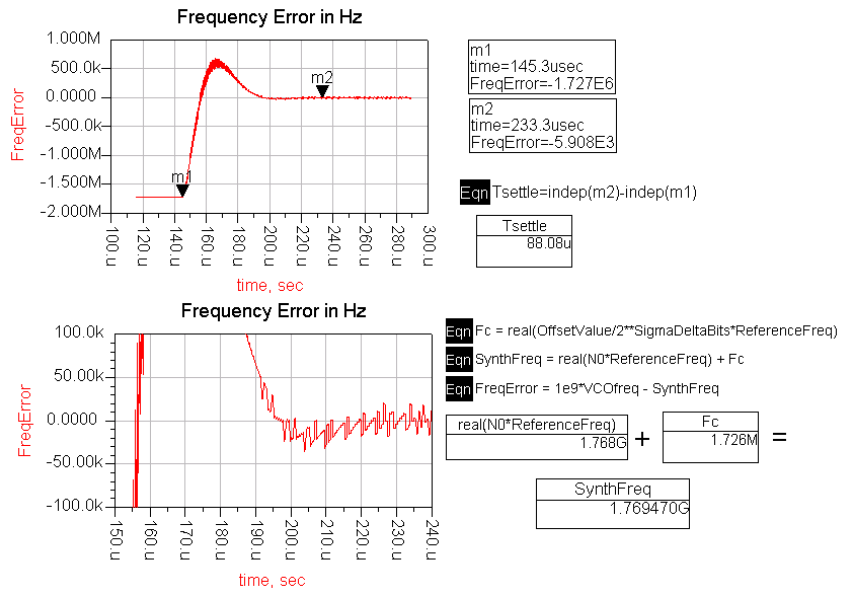 Frequency Error in Hz
FreqError
1.000M
500.0k
0.0000
-500.0k
-1.000M
-1.500M
-2.000M
m1
m2
100.u
120.u
140.u
160.u
180.u
200.u
220.u
240.u
260.u
280.u
300.u
time, sec
m1
time=145.3usec
FreqError=-1.727E6
m2
time=233.3usec
FreqError=-5.908E3
Eqn Tsettle=indep(m2)-indep(m1)
Tsettle
88.08u
Frequency Error in Hz
FreqError
100.0k
50.00k
0.0000
-50.00k
-100.0k
150.u
160.u
170.u
180.u
190.u
200.u
210.u
220.u
230.u
240.u
time, sec
Eqn Fc = real(OffsetValue/2**SigmaDeltaBits*ReferenceFreq)
Eqn SynthFreq = real(N0*ReferenceFreq) + Fc
Eqn FreqError = 1e9*VCOfreq - SynthFreq
real(N0*ReferenceFreq)
1.768G
+
Fc
1.726M
=
SynthFreq
1.769470G